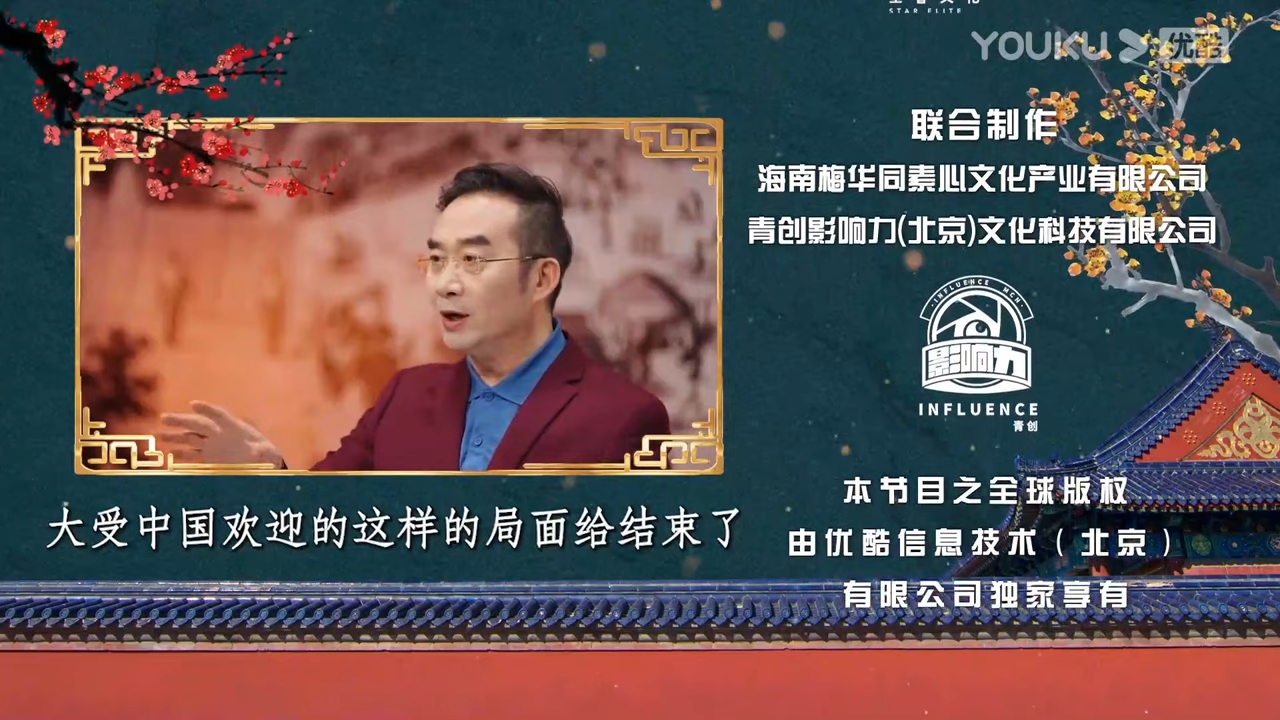 STAR ELITE
YOUKU 优酷
联合制作
海南梅华同素心文化产业有限公司
青创影响力(北京)文化科技有限公司
INFLUENCE MCN
影响力
INFLUENCE
青创
本节目之全球版权
由优酷信息技术（北京）
有限公司独家享有
大受中国欢迎的这样的局面给结束了